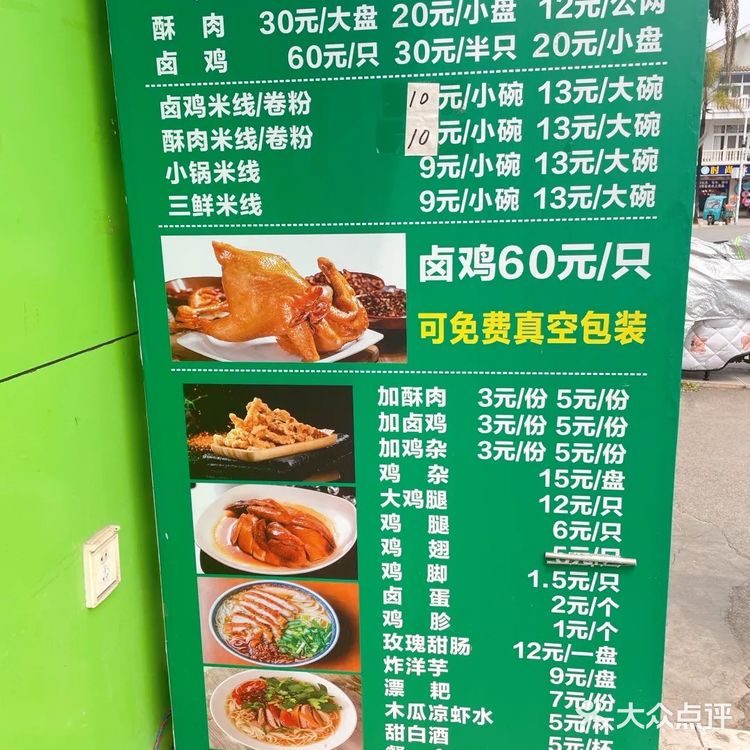 酥肉 30元/大盘 20元/小盘 12元/公两
卤鸡 60元/只 30元/半只 20元/小盘
卤鸡米线/卷粉 10元/小碗 13元/大碗
酥肉米线/卷粉 10元/小碗 13元/大碗
小锅米线 9元/小碗 13元/大碗
三鲜米线 9元/小碗 13元/大碗
卤鸡60元/只
可免费真空包装
加酥肉 3元/份 5元/份
加卤鸡 3元/份 5元/份
加鸡杂 3元/份 5元/份
鸡杂 15元/盘
大鸡腿 12元/只
鸡腿 6元/只
鸡翅 5元/只
鸡脚 1.5元/只
卤蛋 2元/个
鸡胗 1元/个
玫瑰甜肠 12元/一盘
炸洋芋 9元/盘
漂粑 7元/份
木瓜凉虾水 5元/杯
甜白酒 5元/杯
大众点评